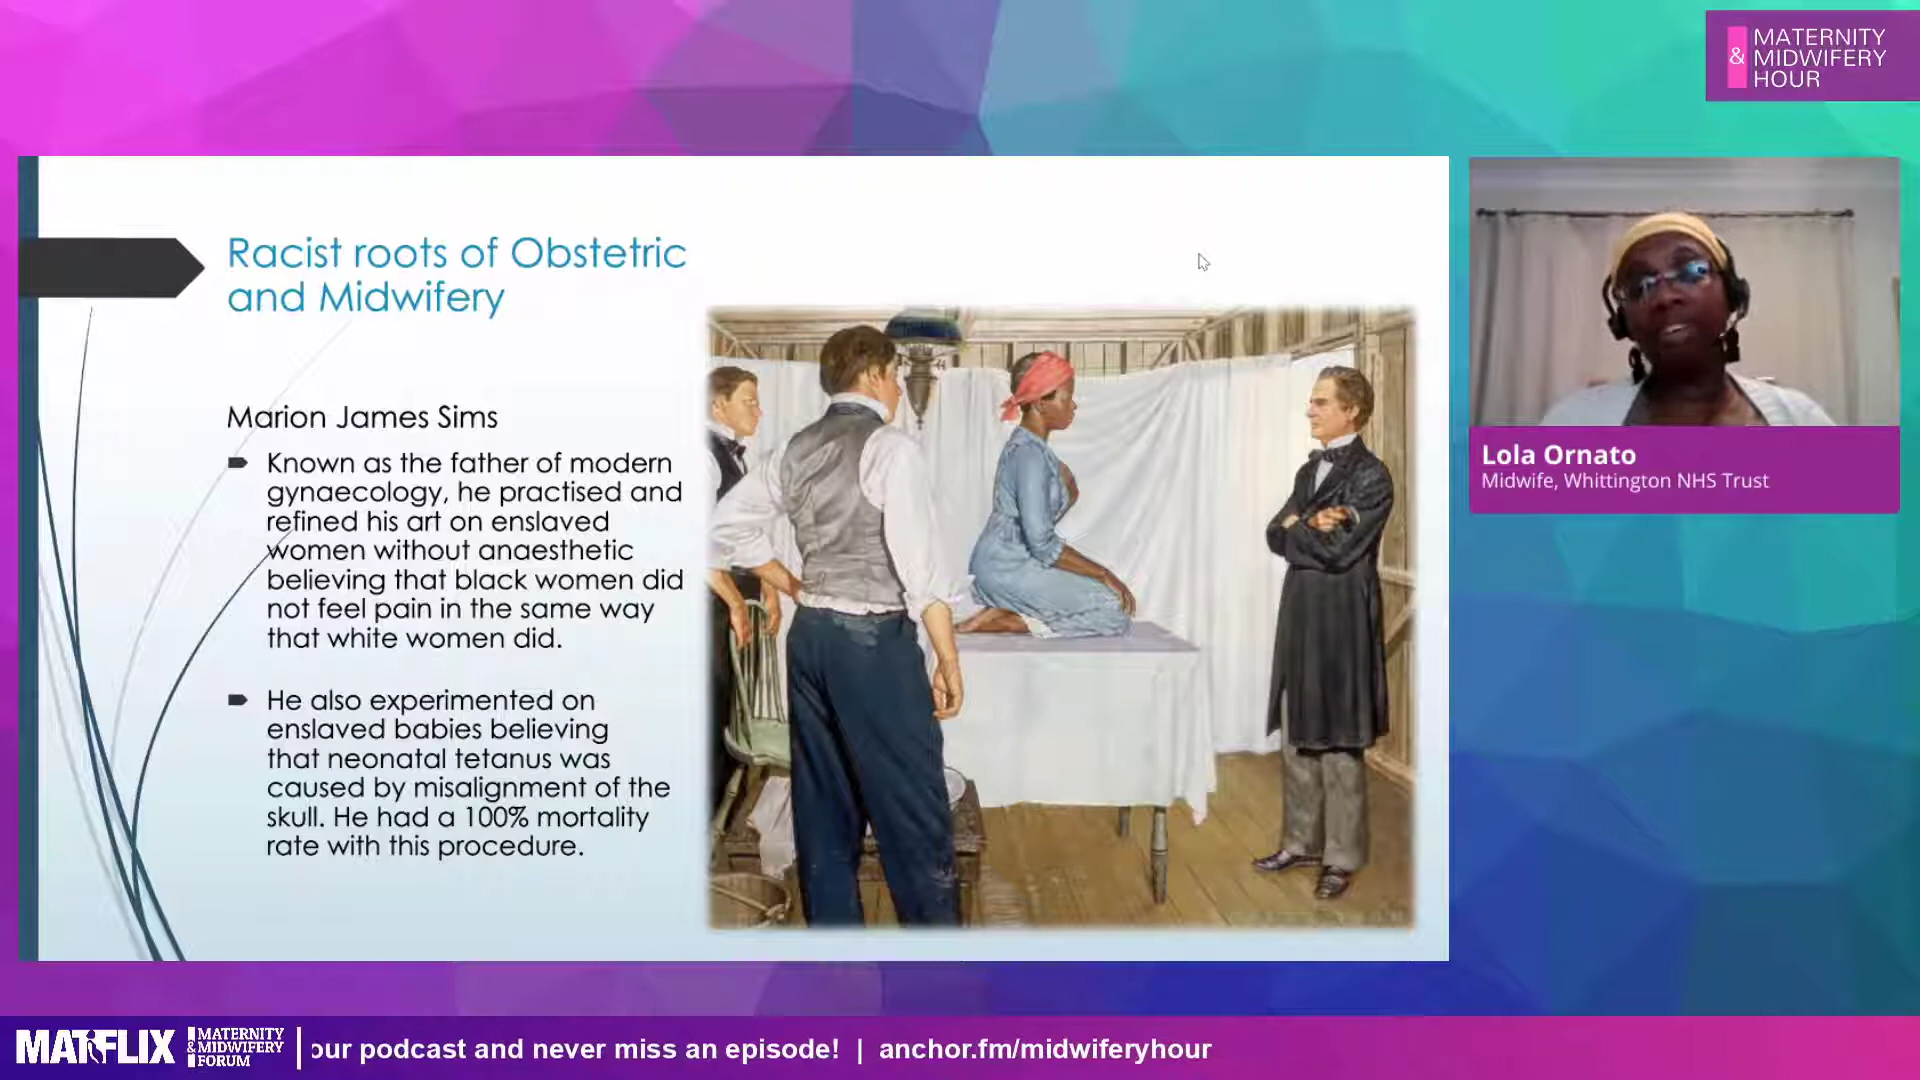 MATERNITY
& MIDWIFERY
HOUR
Racist roots of Obstetric
and Midwifery
Marion James Sims
Known as the father of modern
gynaecology, he practised and
refined his art on enslaved
women without anaesthetic
believing that black women did
not feel pain in the same way
that white women did.
He also experimented on
enslaved babies believing
that neonatal tetanus was
caused by misalignment of the
skull. He had a 100% mortality
rate with this procedure.
Lola Ornato
Midwife, Whittington NHS Trust
MATFLIX
MATERNITY
& MIDWIFERY
FORUM
our podcast and never miss an episode! | anchor.fm/midwiferyhour